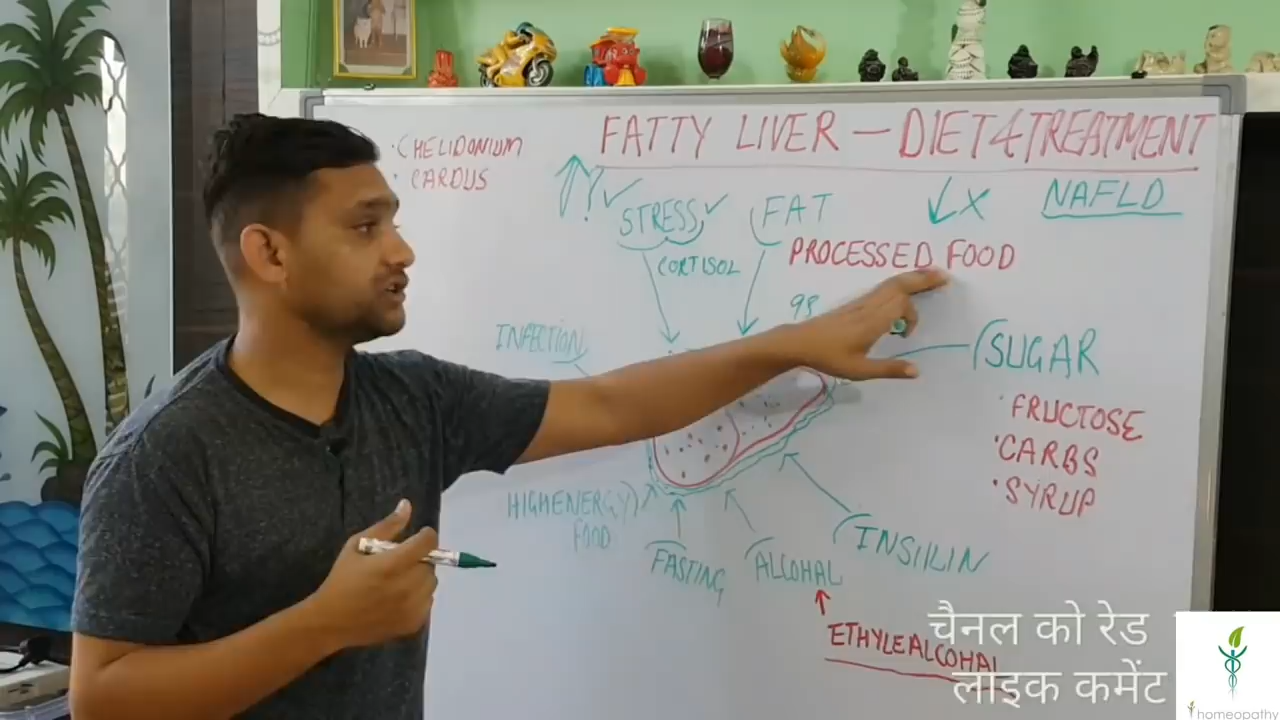 FATTY LIVER – DIET & TREATMENT
· CHELIDONIUM
· CARDUS
? ✓
STRESS ✓
FAT
X
NAFLD
CORTISOL
PROCESSED FOOD
98
INFECTION
SUGAR
· FRUCTOSE
· CARBS
· SYRUP
HIGH ENERGY
FOOD
FASTING
ALCOHAL
INSULIN
ETHYLE ALCOHAL
चैनल को रेड
लाइक कमेंट
homeopathy